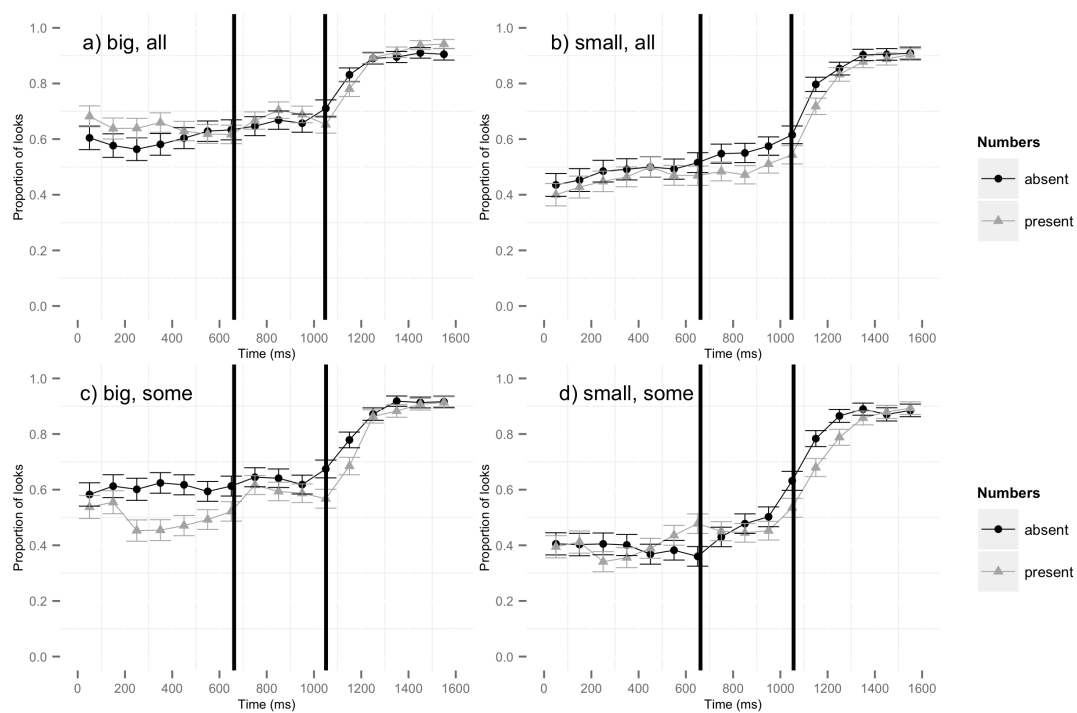 a) big, all
1.0
0.8
0.6
0.4
0.2
0.0
Proportion of looks
0 200 400 600 800 1000 1200 1400 1600
Time (ms)
b) small, all
1.0
0.8
0.6
0.4
0.2
0.0
Proportion of looks
0 200 400 600 800 1000 1200 1400 1600
Time (ms)
Numbers
absent
present
c) big, some
1.0
0.8
0.6
0.4
0.2
0.0
Proportion of looks
0 200 400 600 800 1000 1200 1400 1600
Time (ms)
d) small, some
1.0
0.8
0.6
0.4
0.2
0.0
Proportion of looks
0 200 400 600 800 1000 1200 1400 1600
Time (ms)
Numbers
absent
present